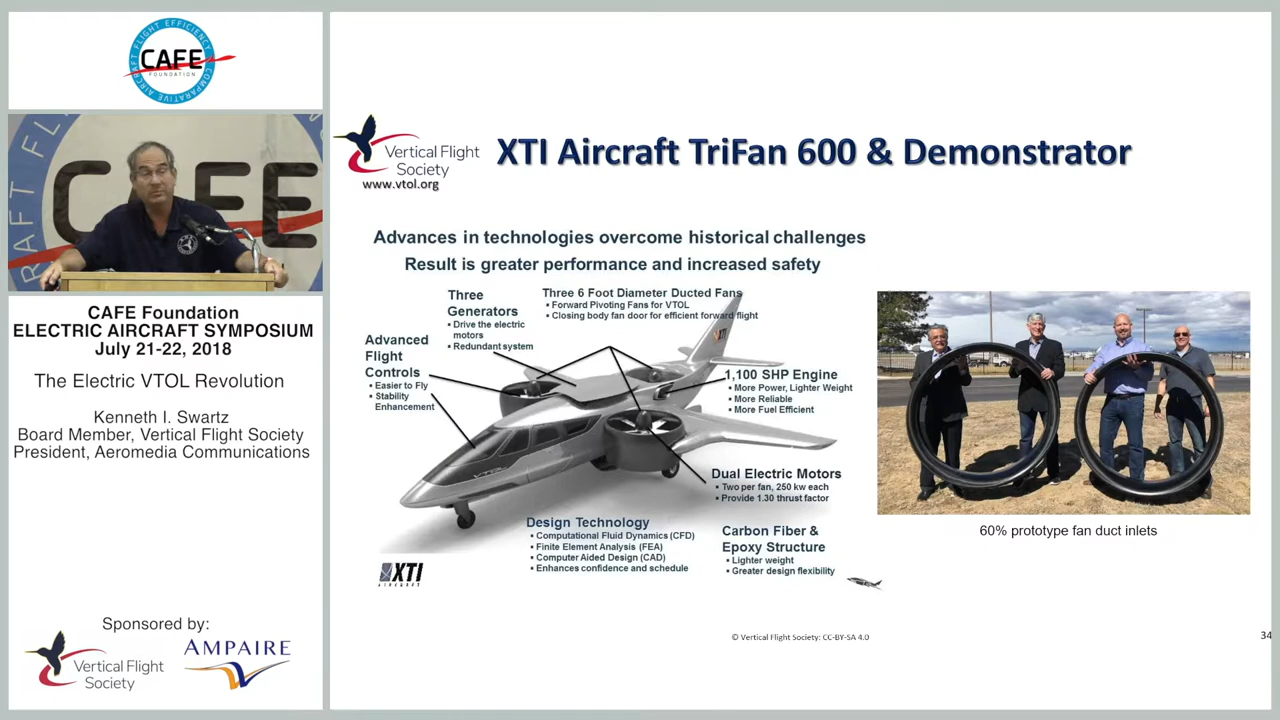 AIRCRAFT FLIGHT EFFICIENCY
CAFE
FOUNDATION
COMPARATIVE
CAFE
CAFE Foundation
ELECTRIC AIRCRAFT SYMPOSIUM
July 21-22, 2018
The Electric VTOL Revolution
Kenneth I. Swartz
Board Member, Vertical Flight Society
President, Aeromedia Communications
Sponsored by:
Vertical Flight
Society
AMPAIRE
Vertical Flight
Society
www.vtol.org
XTI Aircraft TriFan 600 & Demonstrator
Advances in technologies overcome historical challenges
Result is greater performance and increased safety
Three
Generators
▪ Drive the electric
motors
▪ Redundant system
Three 6 Foot Diameter Ducted Fans
▪ Forward Pivoting Fans for VTOL
▪ Closing body fan door for efficient forward flight
Advanced
Flight
Controls
▪ Easier to Fly
▪ Stability
Enhancement
XTI
1,100 SHP Engine
▪ More Power, Lighter Weight
▪ More Reliable
▪ More Fuel Efficient
Dual Electric Motors
▪ Two per fan, 250 kw each
▪ Provide 1.30 thrust factor
Design Technology
▪ Computational Fluid Dynamics (CFD)
▪ Finite Element Analysis (FEA)
▪ Computer Aided Design (CAD)
▪ Enhances confidence and schedule
Carbon Fiber &
Epoxy Structure
▪ Lighter weight
▪ Greater design flexibility
XTI
AIRCRAFT
60% prototype fan duct inlets
© Vertical Flight Society: CC-BY-SA 4.0
34